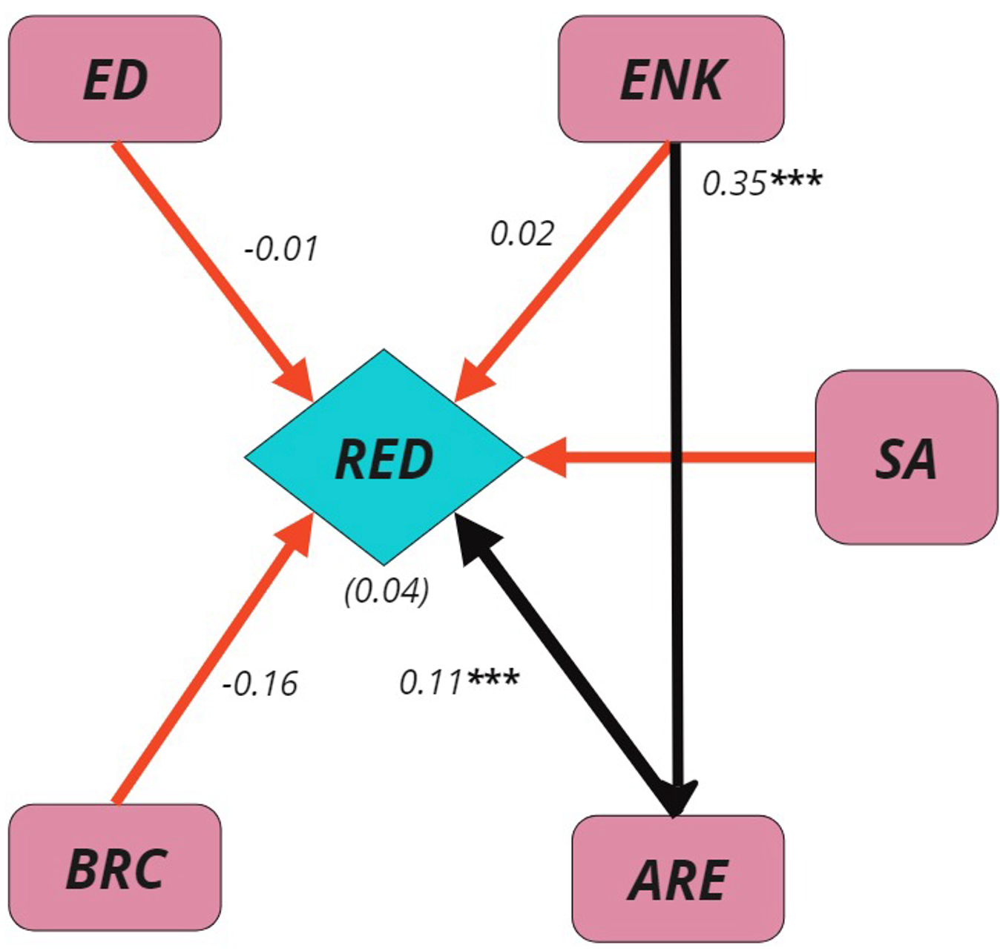 ED
ENK
0.35***
0.02
-0.01
RED
SA
(0.04)
-0.16
0.11***
BRC
ARE